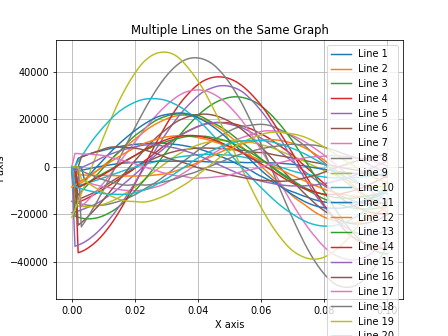 Multiple Lines on the Same Graph
40000
20000
0
−20000
−40000
0.00
0.02
0.04
0.06
X axis
Line 1
Line 2
Line 3
Line 4
Line 5
Line 6
Line 7
Line 8
Line 9
Line 10
Line 11
Line 12
Line 13
Line 14
Line 15
Line 16
Line 17
Line 18
Line 19
Line 20